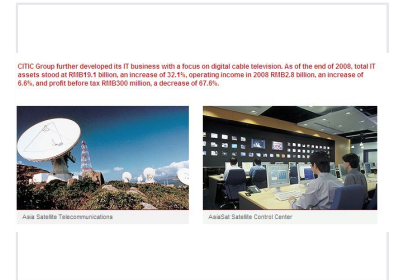 CITIC Group further developed its IT business with a focus on digital cable television. As of the end of 2008, total IT
assets stood at RMB19.1 billion, an increase of 32.1%, operating income in 2008 RMB2.8 billion, an increase of
6.6%, and profit before tax RMB300 million, a decrease of 67.6%.
Asia Satellite Telecommunications
AsiaSat Satellite Control Center